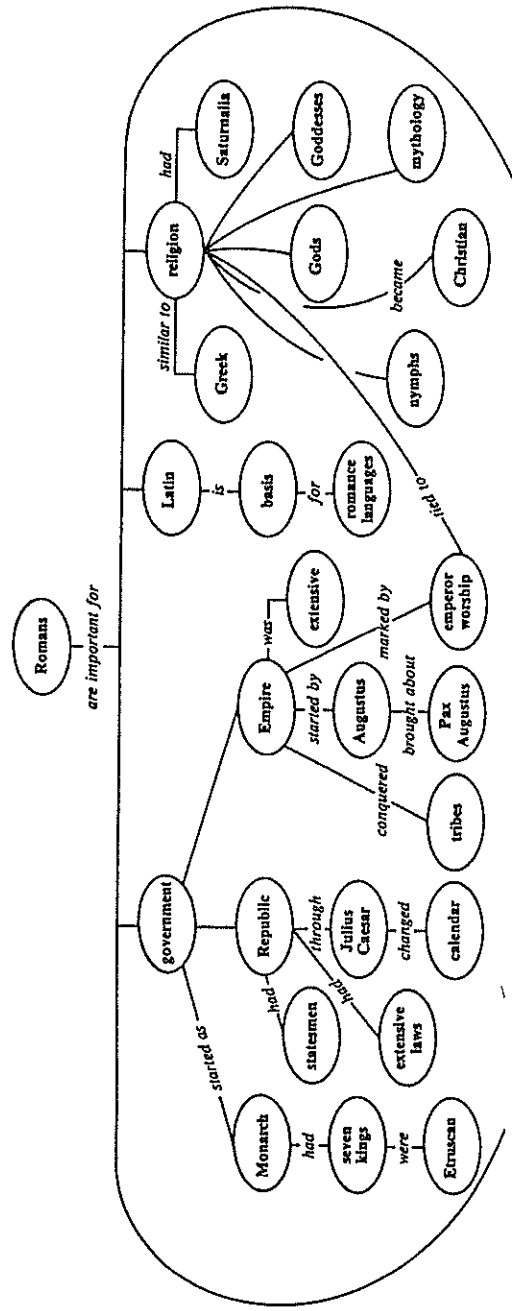 Romans
are important for
government
Latin
religion
started as
is
similar to
had
Monarch
Republic
Empire
basis
Greek
Saturnalia
had
had
through
started by
was
for
statesmen
extensive
romance
languages
Gods
Goddesses
seven
kings
Julius
Caesar
Augustus
had
marked by
were
extensive
laws
changed
conquered
brought about
tied to
became
mythology
Etruscan
calendar
tribes
Pax
Augustus
emperor
worship
nymphs
Christian